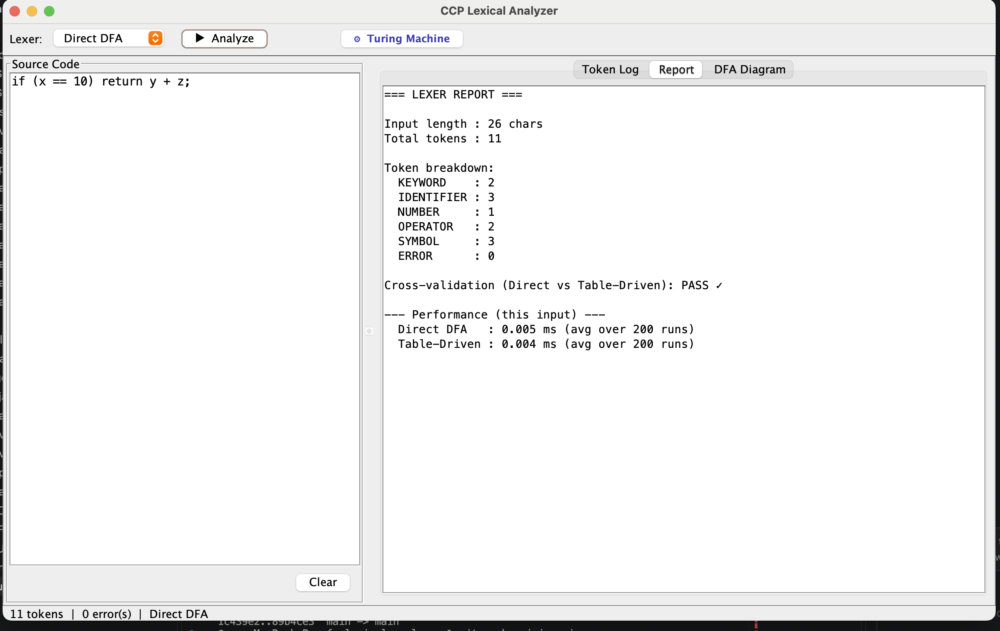 CCP Lexical Analyzer
Lexer: Direct DFA ▶ Analyze ⚙ Turing Machine
Source Code
if (x == 10) return y + z;
Clear
Token Log Report DFA Diagram
=== LEXER REPORT ===
Input length : 26 chars
Total tokens : 11
Token breakdown:
KEYWORD : 2
IDENTIFIER : 3
NUMBER : 1
OPERATOR : 2
SYMBOL : 3
ERROR : 0
Cross-validation (Direct vs Table-Driven): PASS ✓
--- Performance (this input) ---
Direct DFA : 0.005 ms (avg over 200 runs)
Table-Driven : 0.004 ms (avg over 200 runs)
11 tokens | 0 error(s) | Direct DFA
1c439e2..89b4ce3 main -> main